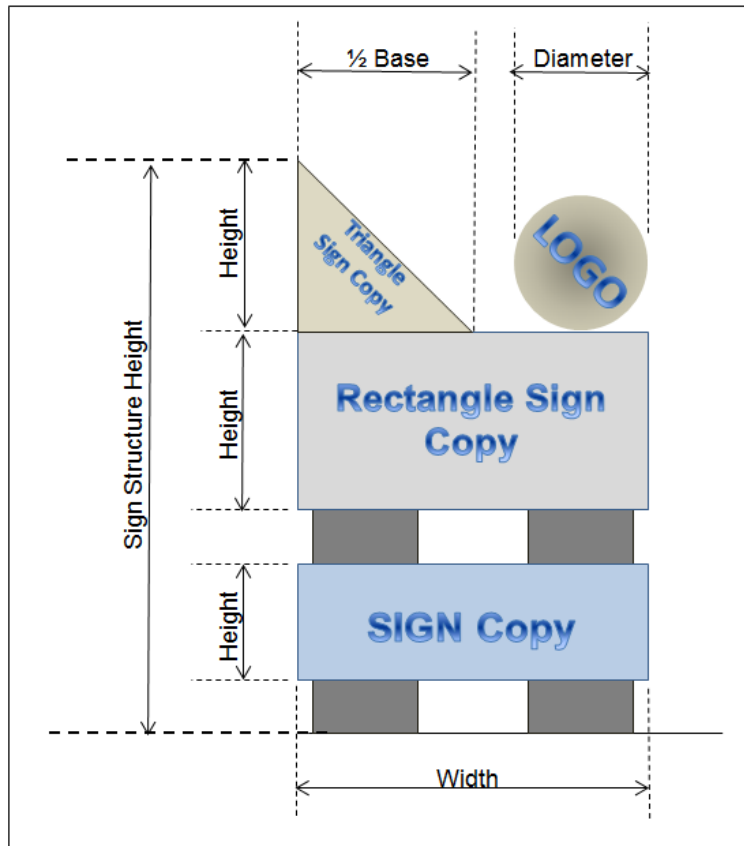 ½ Base
Diameter
Height
Triangle
Sign Copy
LOGO
Sign Structure Height
Height
Rectangle Sign
Copy
Height
SIGN Copy
Width